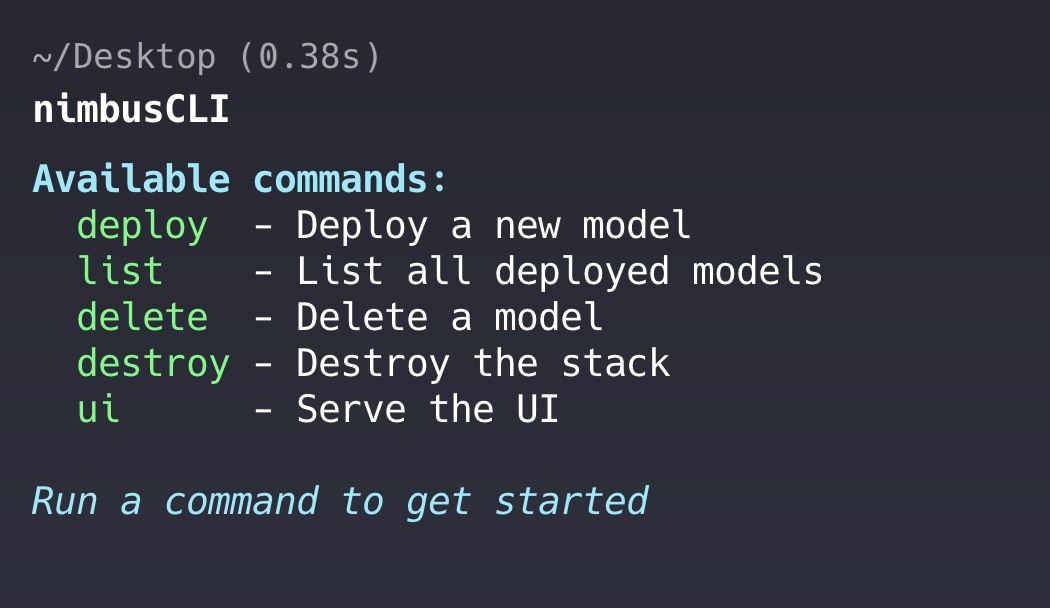 ~/Desktop (0.38s)
nimbusCLI
Available commands:
deploy – Deploy a new model
list – List all deployed models
delete – Delete a model
destroy – Destroy the stack
ui – Serve the UI
Run a command to get started